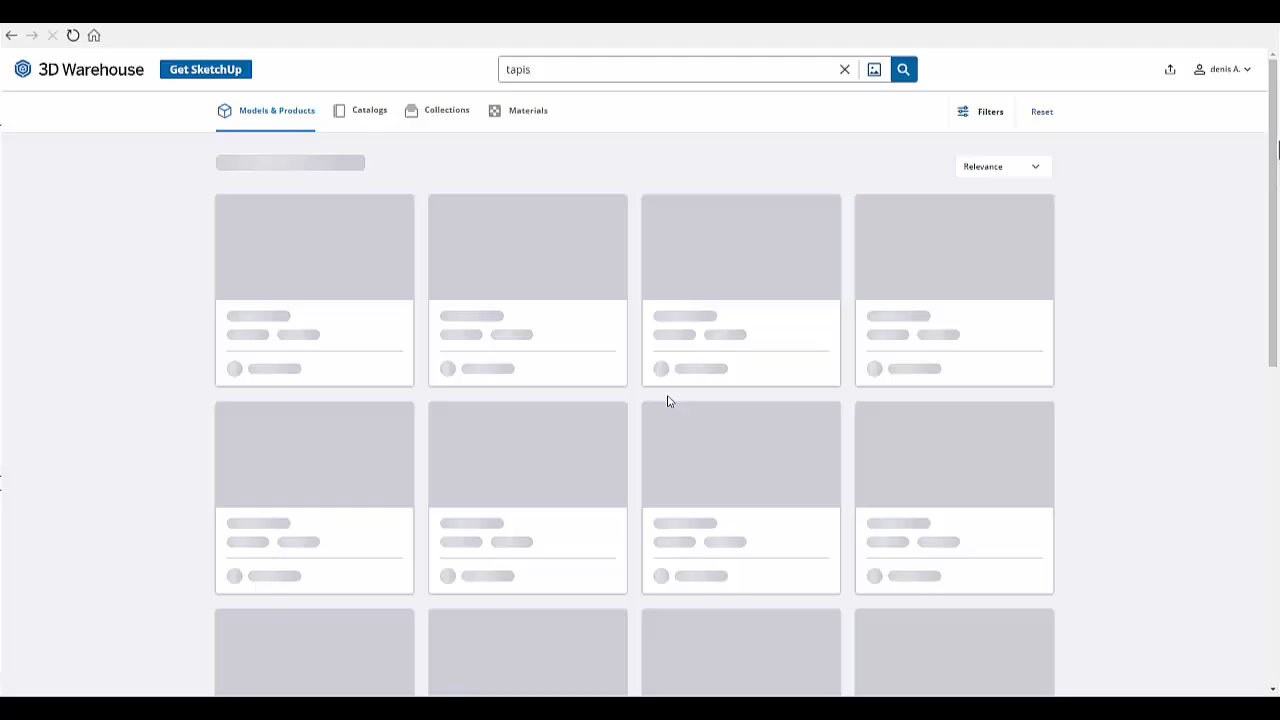 3D Warehouse
Get SketchUp
tapis
denis A.
Models & Products
Catalogs
Collections
Materials
Filters
Reset
Relevance